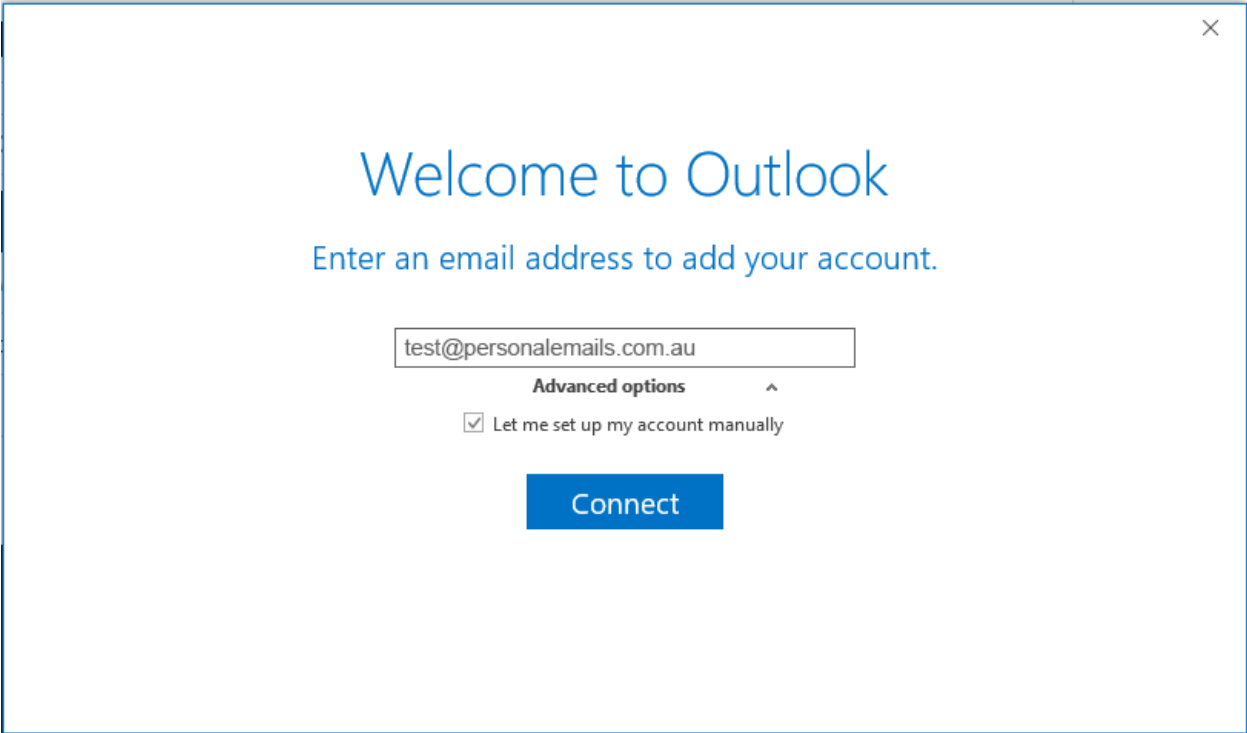 Welcome to Outlook
Enter an email address to add your account.
test@personalemails.com.au
Advanced options
Let me set up my account manually
Connect